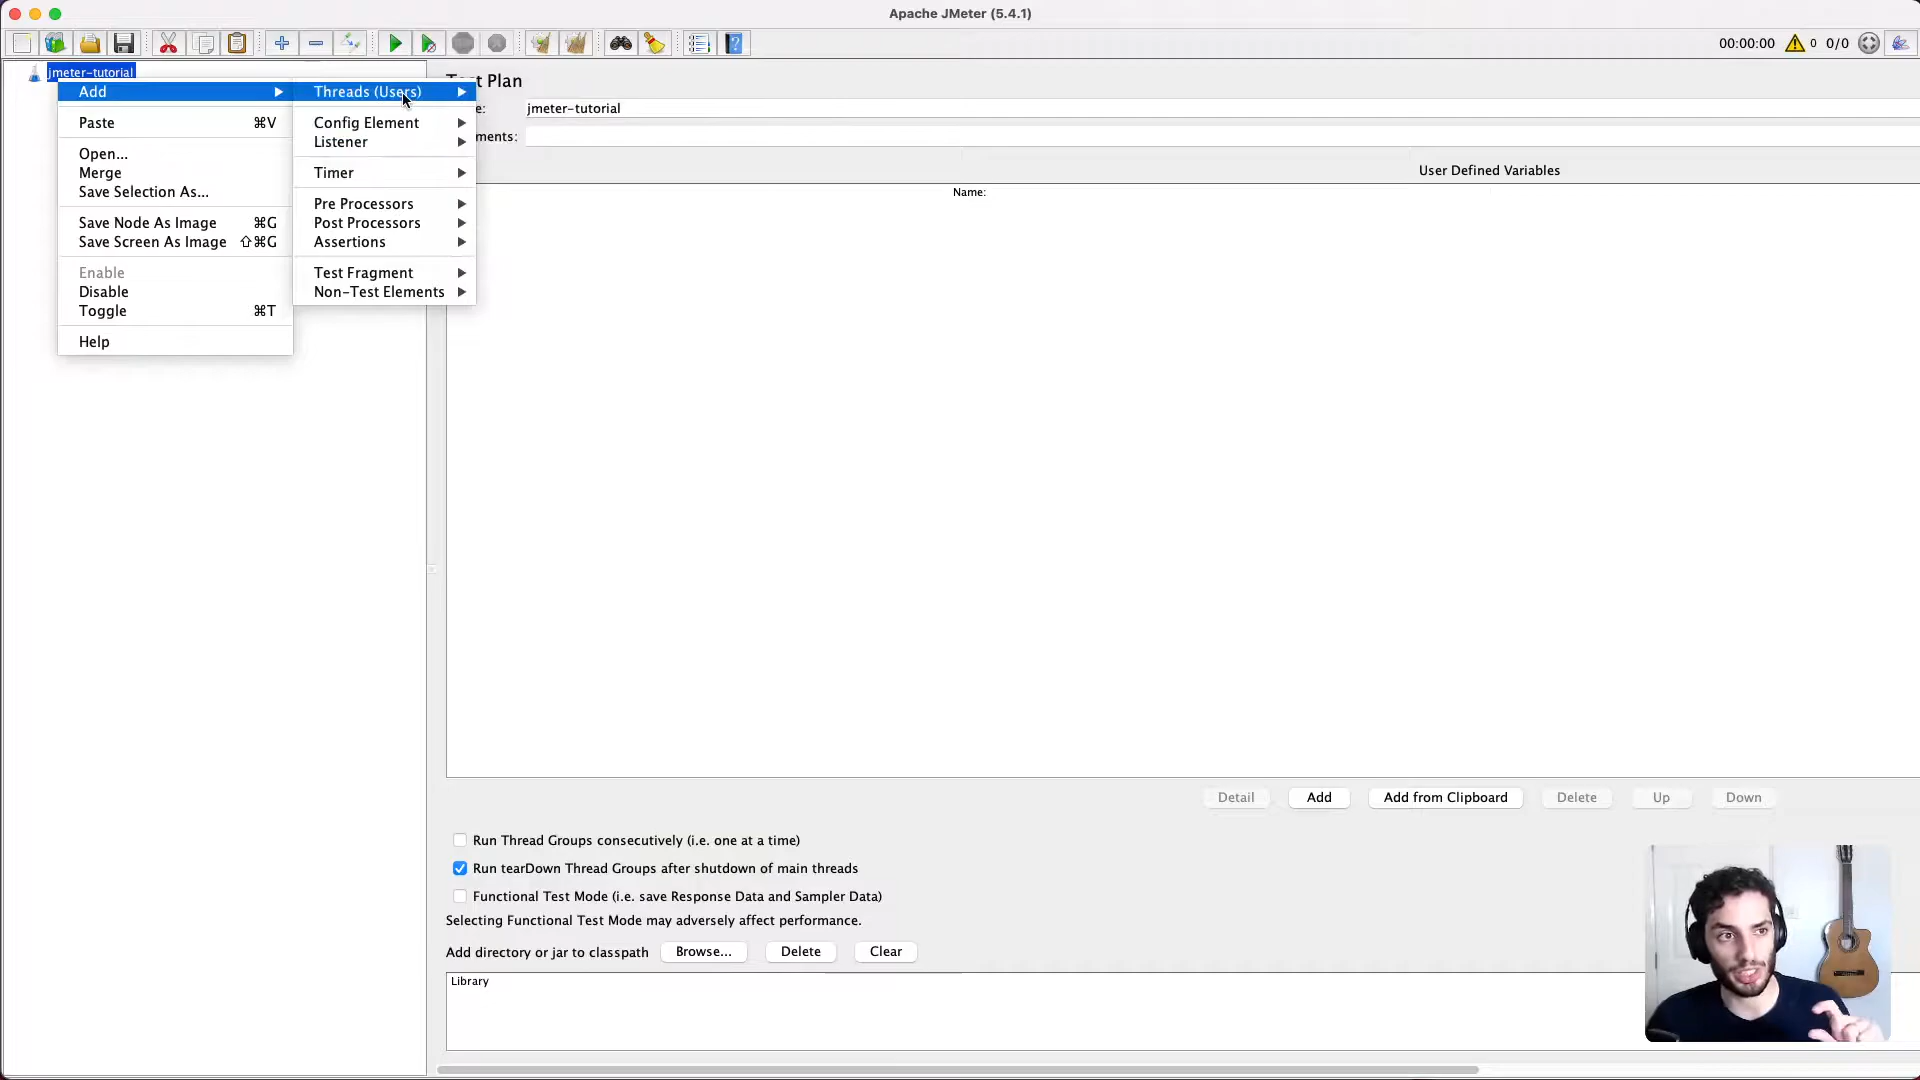 Apache JMeter (5.4.1)
00:00:00 0 0/0
jmeter-tutorial
Add
Paste ⌘V
Open...
Merge
Save Selection As...
Save Node As Image ⌘G
Save Screen As Image ⇧⌘G
Enable
Disable
Toggle ⌘T
Help
Threads (Users)
Config Element
Listener
Timer
Pre Processors
Post Processors
Assertions
Test Fragment
Non-Test Elements
t Plan
e: jmeter-tutorial
ments:
User Defined Variables
Name:
Detail Add Add from Clipboard Delete Up Down
Run Thread Groups consecutively (i.e. one at a time)
Run tearDown Thread Groups after shutdown of main threads
Functional Test Mode (i.e. save Response Data and Sampler Data)
Selecting Functional Test Mode may adversely affect performance.
Add directory or jar to classpath Browse... Delete Clear
Library